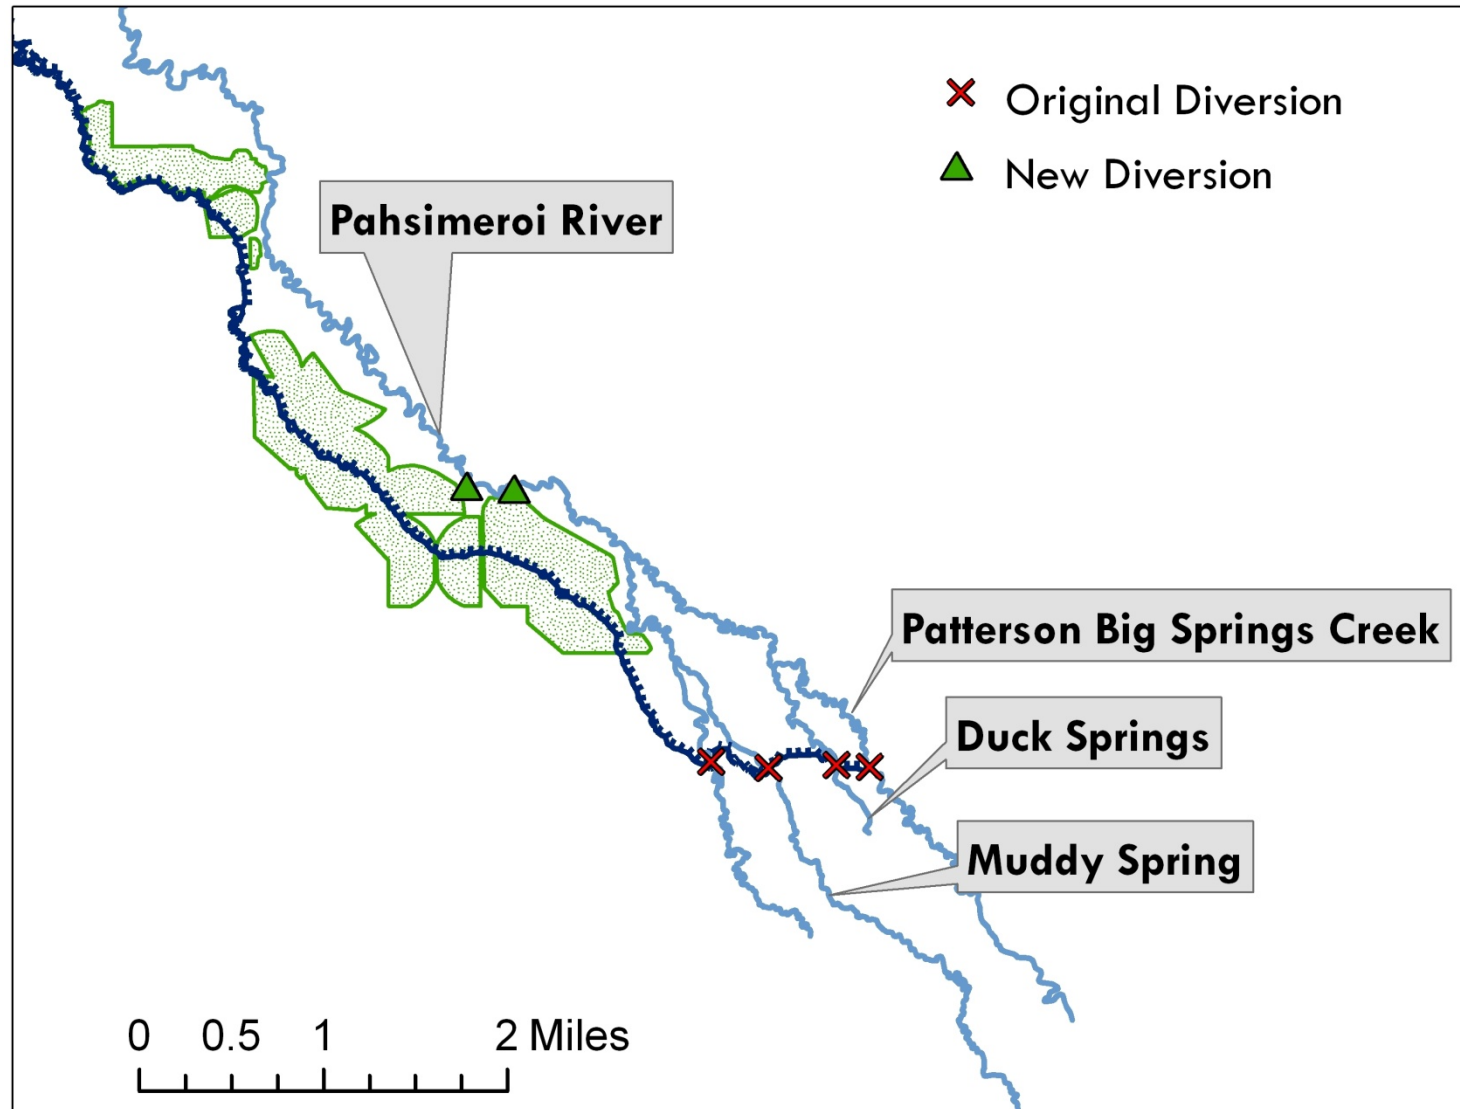 Original Diversion
New Diversion
Pahsimeroi River
Patterson Big Springs Creek
Duck Springs
Muddy Spring
0 0.5 1 2 Miles